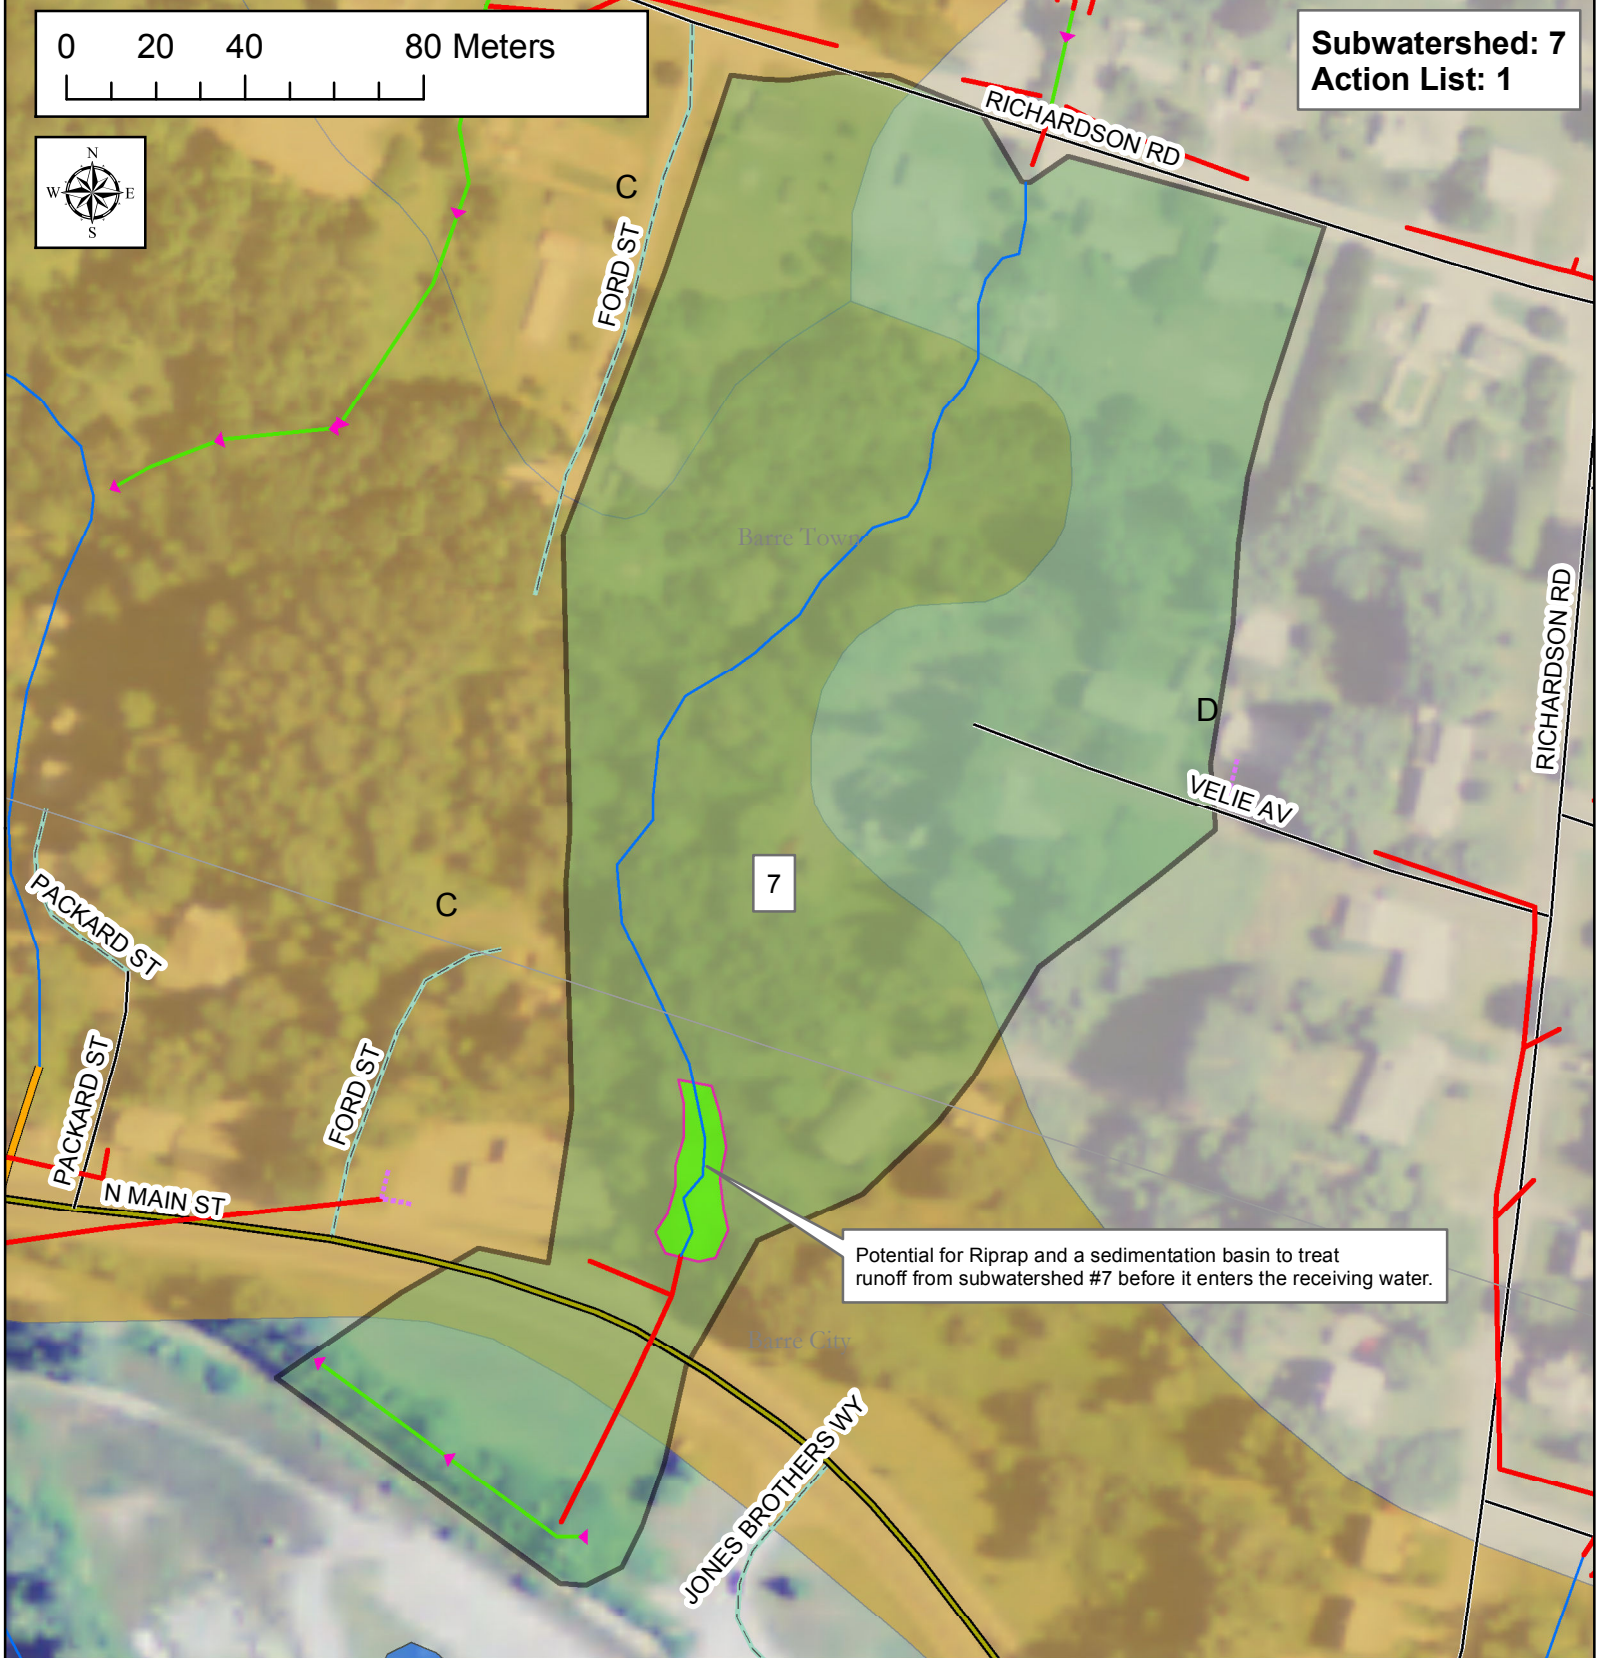 0 20 40 80 Meters
Subwatershed: 7
Action List: 1
N
W E
S
RICHARDSON RD
C
FORD ST
Barre Town
RICHARDSON RD
D
VELIE AV
7
C
PACKARD ST
FORD ST
PACKARD ST
N MAIN ST
Potential for Riprap and a sedimentation basin to treat
runoff from subwatershed #7 before it enters the receiving water.
Barre City
JONES BROTHERS WY